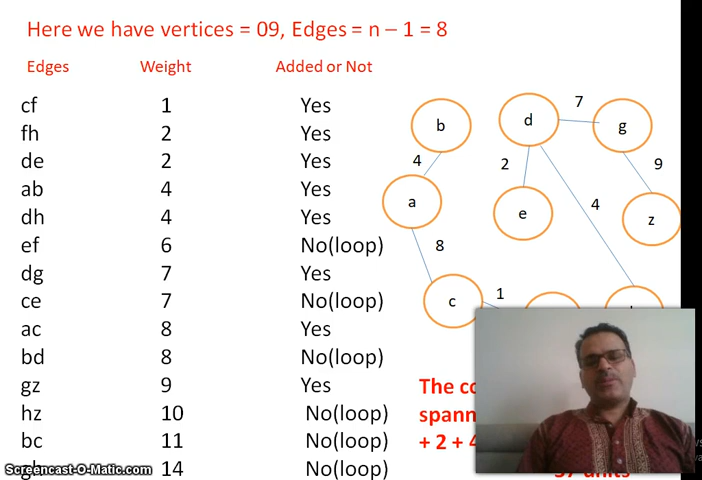 Here we have vertices = 09, Edges = n – 1 = 8
Edges Weight Added or Not
cf 1 Yes
fh 2 Yes
de 2 Yes
ab 4 Yes
dh 4 Yes
ef 6 No(loop)
dg 7 Yes
ce 7 No(loop)
ac 8 Yes
bd 8 No(loop)
gz 9 Yes
hz 10 No(loop)
bc 11 No(loop)
14 No(loop)
7
b d g
4 2 9
a e 4 z
8
c 1
The
+ 2 +
units
Screencast-O-Matic.com